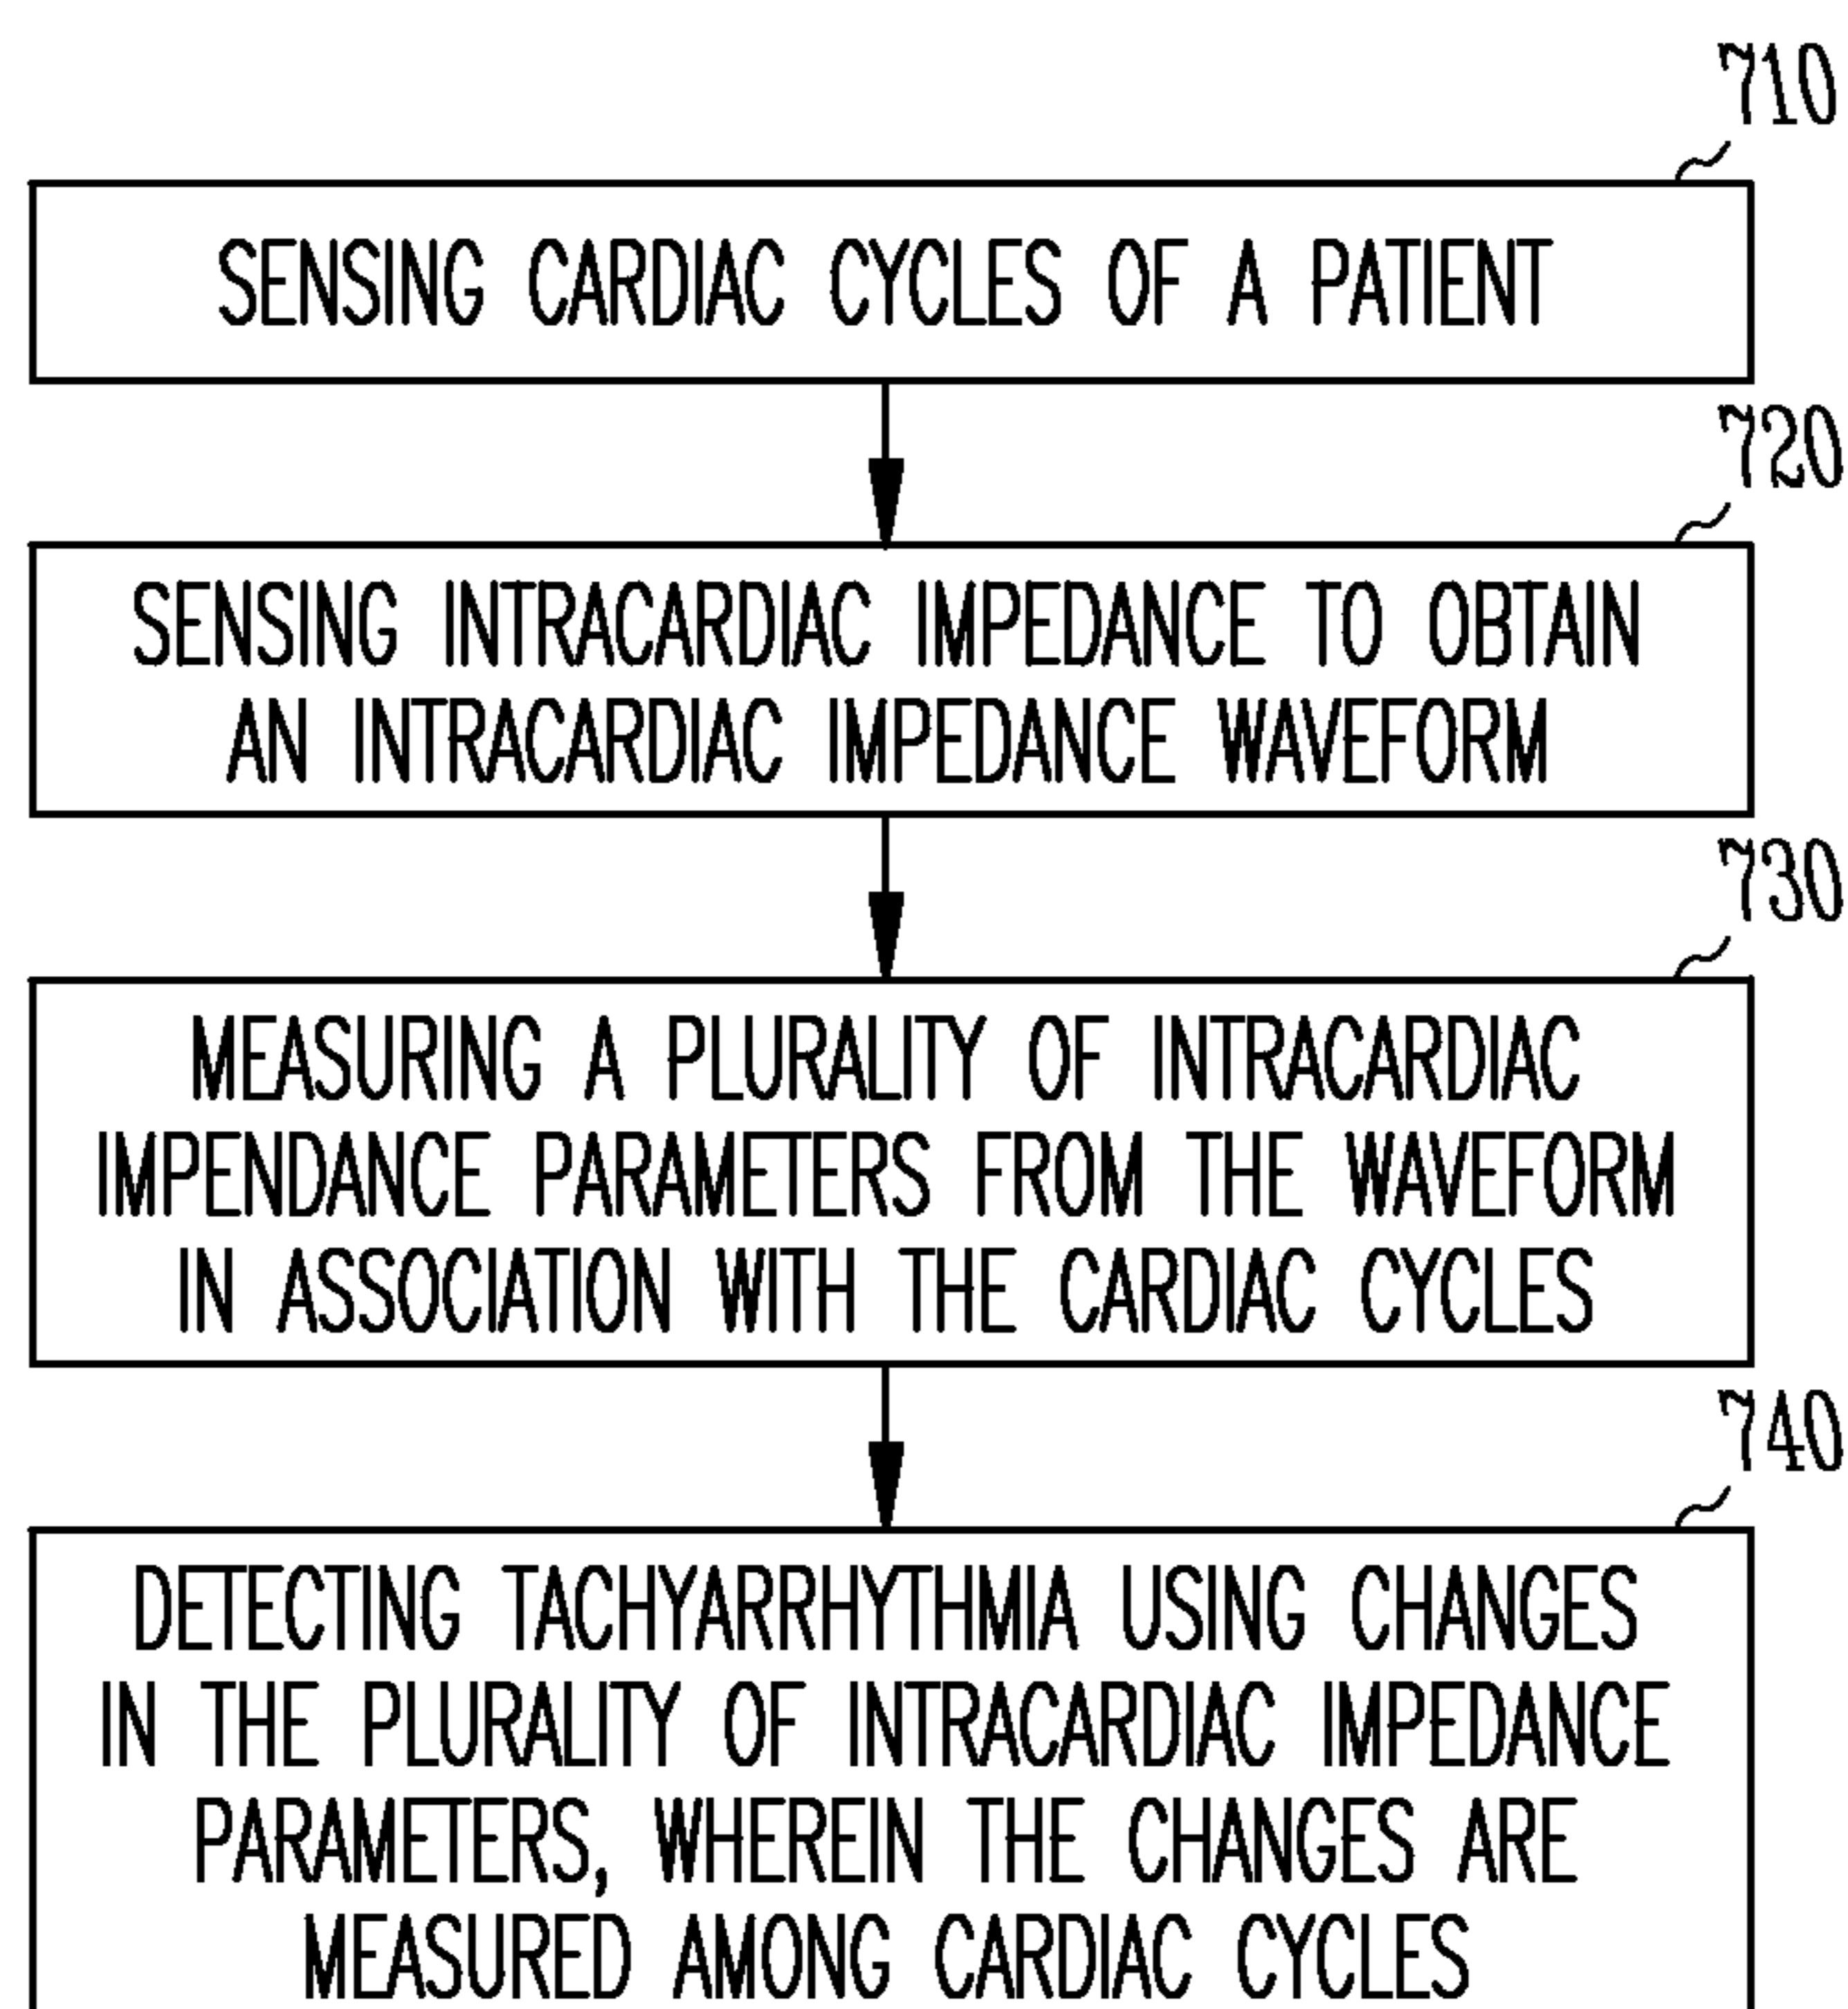 710
SENSING CARDIAC CYCLES OF A PATIENT
720
SENSING INTRACARDIAC IMPEDANCE TO OBTAIN
AN INTRACARDIAC IMPEDANCE WAVEFORM
730
MEASURING A PLURALITY OF INTRACARDIAC
IMPENDANCE PARAMETERS FROM THE WAVEFORM
IN ASSOCIATION WITH THE CARDIAC CYCLES
740
DETECTING TACHYARRHYTHMIA USING CHANGES
IN THE PLURALITY OF INTRACARDIAC IMPEDANCE
PARAMETERS, WHEREIN THE CHANGES ARE
MEASURED AMONG CARDIAC CYCLES